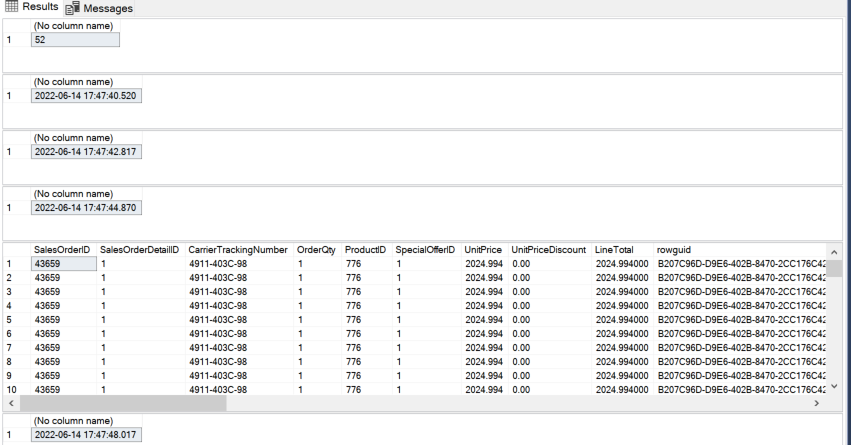 Results Messages
(No column name)
1 52
(No column name)
1 2022-06-14 17:47:40.520
(No column name)
1 2022-06-14 17:47:42.817
(No column name)
1 2022-06-14 17:47:44.870
SalesOrderID SalesOrderDetailID CarrierTrackingNumber OrderQty ProductID SpecialOfferID UnitPrice UnitPriceDiscount LineTotal rowguid
1 43659 1 4911-403C-98 1 776 1 2024.994 0.00 2024.994000 B207C96D-D9E6-402B-8470-2CC176C42
2 43659 1 4911-403C-98 1 776 1 2024.994 0.00 2024.994000 B207C96D-D9E6-402B-8470-2CC176C42
3 43659 1 4911-403C-98 1 776 1 2024.994 0.00 2024.994000 B207C96D-D9E6-402B-8470-2CC176C42
4 43659 1 4911-403C-98 1 776 1 2024.994 0.00 2024.994000 B207C96D-D9E6-402B-8470-2CC176C42
5 43659 1 4911-403C-98 1 776 1 2024.994 0.00 2024.994000 B207C96D-D9E6-402B-8470-2CC176C42
6 43659 1 4911-403C-98 1 776 1 2024.994 0.00 2024.994000 B207C96D-D9E6-402B-8470-2CC176C42
7 43659 1 4911-403C-98 1 776 1 2024.994 0.00 2024.994000 B207C96D-D9E6-402B-8470-2CC176C42
8 43659 1 4911-403C-98 1 776 1 2024.994 0.00 2024.994000 B207C96D-D9E6-402B-8470-2CC176C42
9 43659 1 4911-403C-98 1 776 1 2024.994 0.00 2024.994000 B207C96D-D9E6-402B-8470-2CC176C42
10 43659 1 4911-403C-98 1 776 1 2024.994 0.00 2024.994000 B207C96D-D9E6-402B-8470-2CC176C42
(No column name)
1 2022-06-14 17:47:48.017